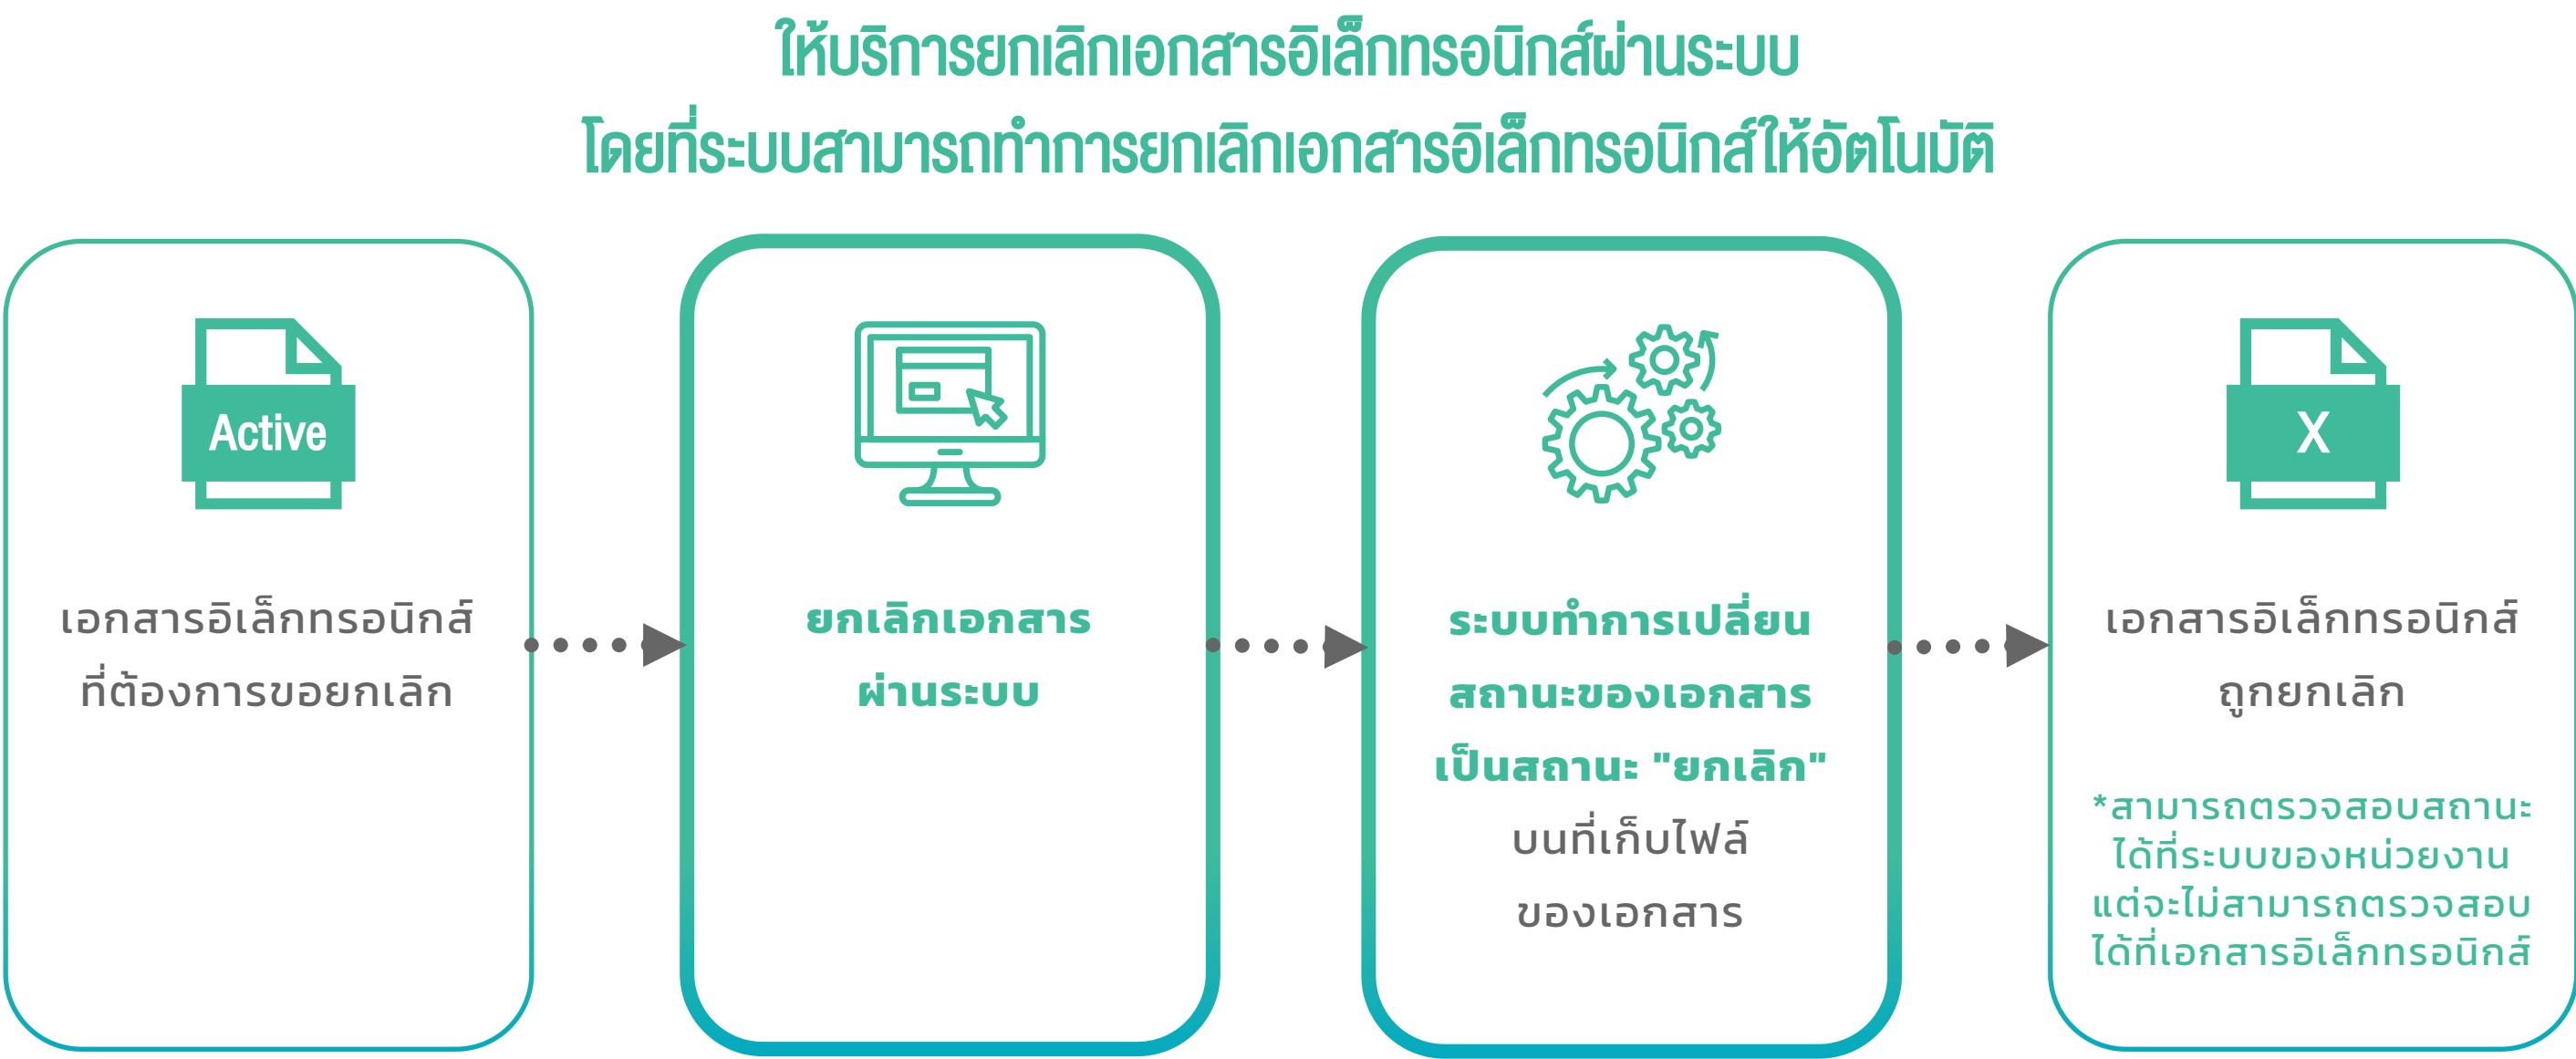 ให้บริการยกเลิกเอกสารอิเล็กทรอนิกส์ผ่านระบบ
โดยที่ระบบสามารถทำการยกเลิกเอกสารอิเล็กทรอนิกส์ให้อัตโนมัติ
Active
เอกสารอิเล็กทรอนิกส์
ที่ต้องการขอยกเลิก
ยกเลิกเอกสาร
ผ่านระบบ
ระบบทำการเปลี่ยน
สถานะของเอกสาร
เป็นสถานะ "ยกเลิก"
บนที่เก็บไฟล์
ของเอกสาร
X
เอกสารอิเล็กทรอนิกส์
ถูกยกเลิก
*สามารถตรวจสอบสถานะ
ได้ที่ระบบของหน่วยงาน
แต่จะไม่สามารถตรวจสอบ
ได้ที่เอกสารอิเล็กทรอนิกส์